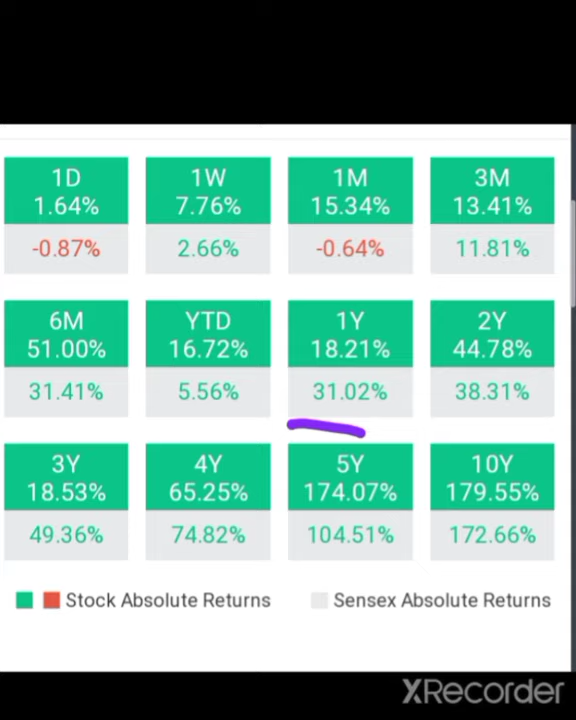 1D 1W 1M 3M
1.64% 7.76% 15.34% 13.41%
-0.87% 2.66% -0.64% 11.81%
6M YTD 1Y 2Y
51.00% 16.72% 18.21% 44.78%
31.41% 5.56% 31.02% 38.31%
3Y 4Y 5Y 10Y
18.53% 65.25% 174.07% 179.55%
49.36% 74.82% 104.51% 172.66%
Stock Absolute Returns Sensex Absolute Returns
XRecorder